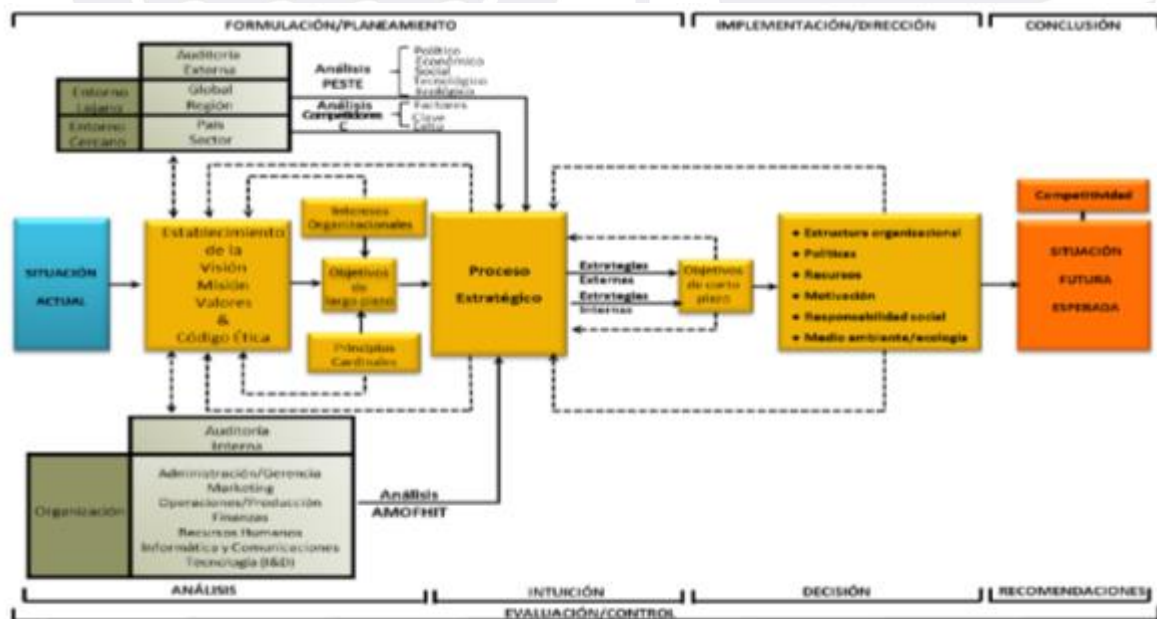 FORMULACIÓN/PLANEAMIENTO
IMPLEMENTACIÓN/DIRECCIÓN
CONCLUSIÓN
Auditoría
Externa
Entorno
Lejano
Global
Región
Entorno
Cercano
País
Sector
Análisis
PESTE
Político
Económico
Social
Tecnológico
Ecológico
Análisis
Competidores
C
Factores
Clave
Éxito
SITUACIÓN
ACTUAL
Establecimiento
de la
Visión
Misión
Valores
&
Código Ética
Intereses
Organizacionales
Objetivos
de largo plazo
Principios
Cardinales
Proceso
Estratégico
Estrategias
Externas
Estrategias
Internas
Objetivos
de corto
plazo
• Estructura organizacional
• Políticas
• Recursos
• Motivación
• Responsabilidad social
• Medio ambiente/ecología
Competitividad
SITUACIÓN
FUTURA
ESPERADA
Auditoría
Interna
Organización
Administración/Gerencia
Marketing
Operaciones/Producción
Finanzas
Recursos Humanos
Informática y Comunicaciones
Tecnología (I&D)
Análisis
AMOFHIT
ANÁLISIS
INTUICIÓN
DECISIÓN
RECOMENDACIONES
EVALUACIÓN/CONTROL